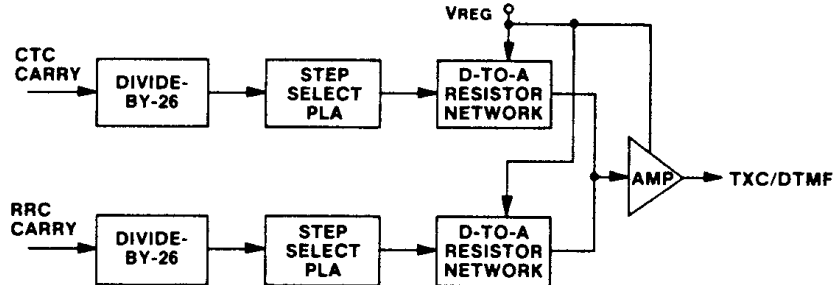 VREG
CTC
CARRY
DIVIDE-
BY-26
STEP
SELECT
PLA
D-TO-A
RESISTOR
NETWORK
AMP
TXC/DTMF
RRC
CARRY
DIVIDE-
BY-26
STEP
SELECT
PLA
D-TO-A
RESISTOR
NETWORK